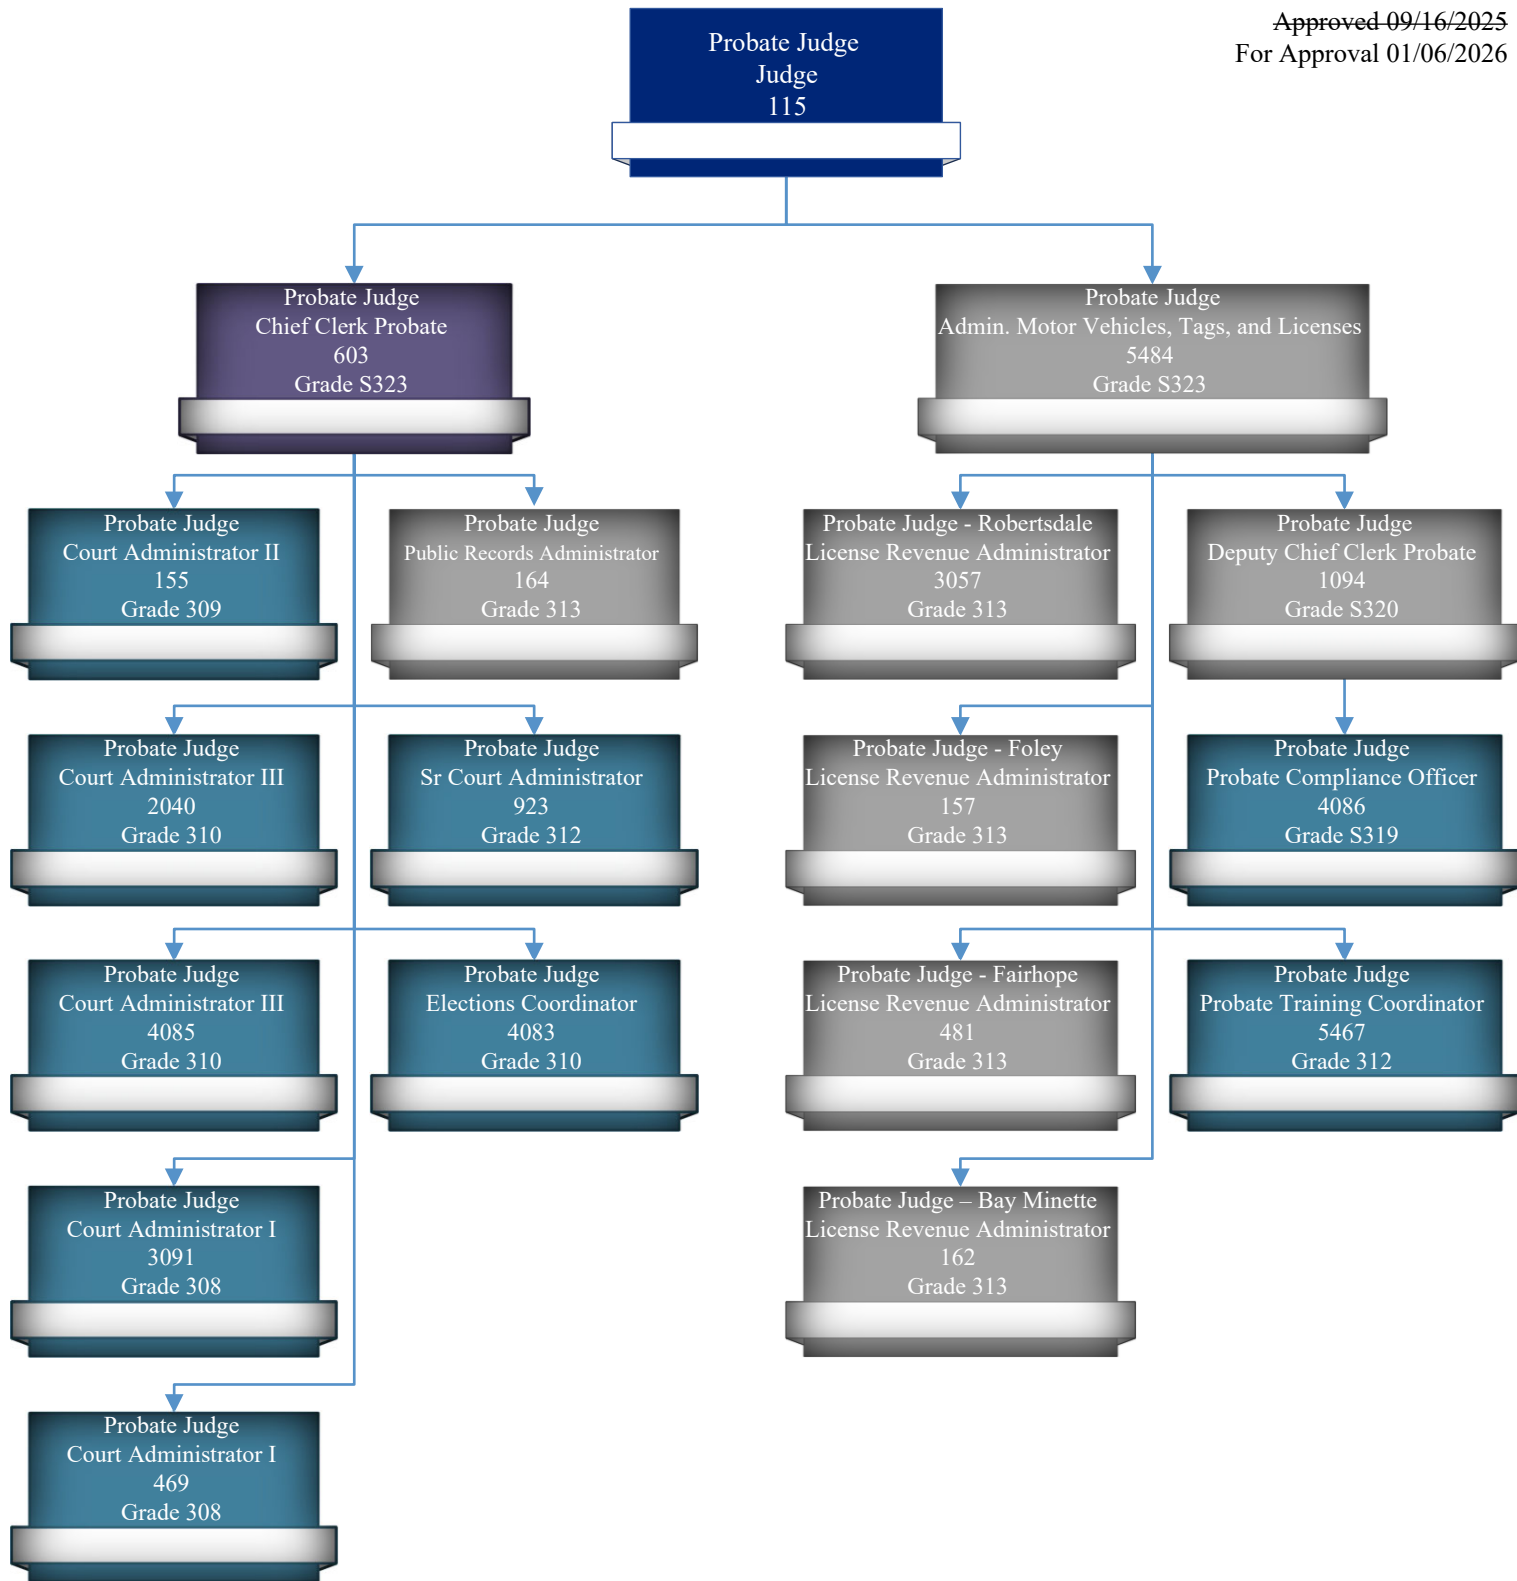 Approved 09/16/2025
For Approval 01/06/2026
Probate Judge
Judge
115
Probate Judge
Chief Clerk Probate
603
Grade S323
Probate Judge
Admin. Motor Vehicles, Tags, and Licenses
5484
Grade S323
Probate Judge
Court Administrator II
155
Grade 309
Probate Judge
Public Records Administrator
164
Grade 313
Probate Judge - Robertsdale
License Revenue Administrator
3057
Grade 313
Probate Judge
Deputy Chief Clerk Probate
1094
Grade S320
Probate Judge
Court Administrator III
2040
Grade 310
Probate Judge
Sr Court Administrator
923
Grade 312
Probate Judge - Foley
License Revenue Administrator
157
Grade 313
Probate Judge
Probate Compliance Officer
4086
Grade S319
Probate Judge
Court Administrator III
4085
Grade 310
Probate Judge
Elections Coordinator
4083
Grade 310
Probate Judge - Fairhope
License Revenue Administrator
481
Grade 313
Probate Judge
Probate Training Coordinator
5467
Grade 312
Probate Judge
Court Administrator I
3091
Grade 308
Probate Judge – Bay Minette
License Revenue Administrator
162
Grade 313
Probate Judge
Court Administrator I
469
Grade 308